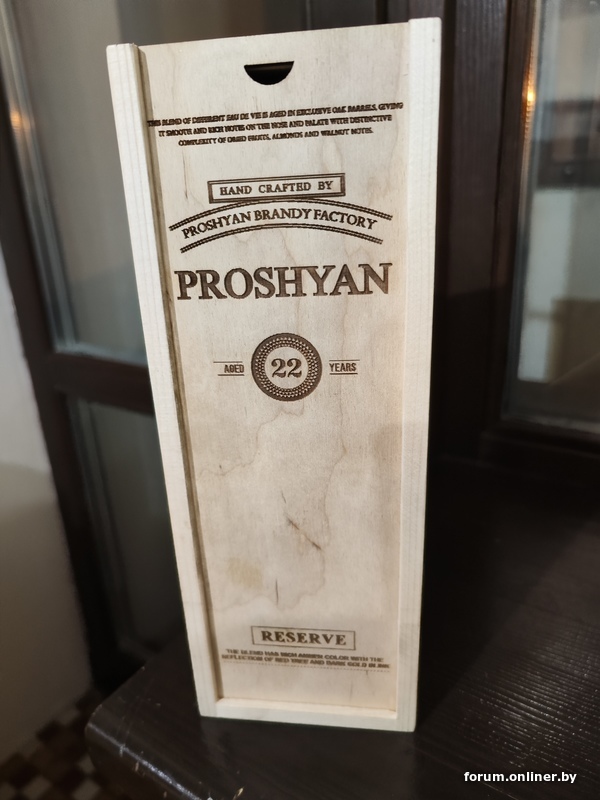 THIS BLEND OF DIFFERENT EAU DE VIE IS AGED IN EXCLUSIVE OAK BARRELS, GIVING
IT SMOOTH AND RICH NOTES ON THE NOSE AND PALATE WITH DISTINCTIVE
COMPLEXITY OF DRIED FRUITS, ALMONDS AND WALNUT NOTES.
HAND CRAFTED BY
PROSHYAN BRANDY FACTORY
PROSHYAN
AGED 22 YEARS
RESERVE
THE BLEND HAS RICH AMBER COLOR WITH THE
REFLECTION OF RED TREE AND DARK GOLD
forum.onliner.by